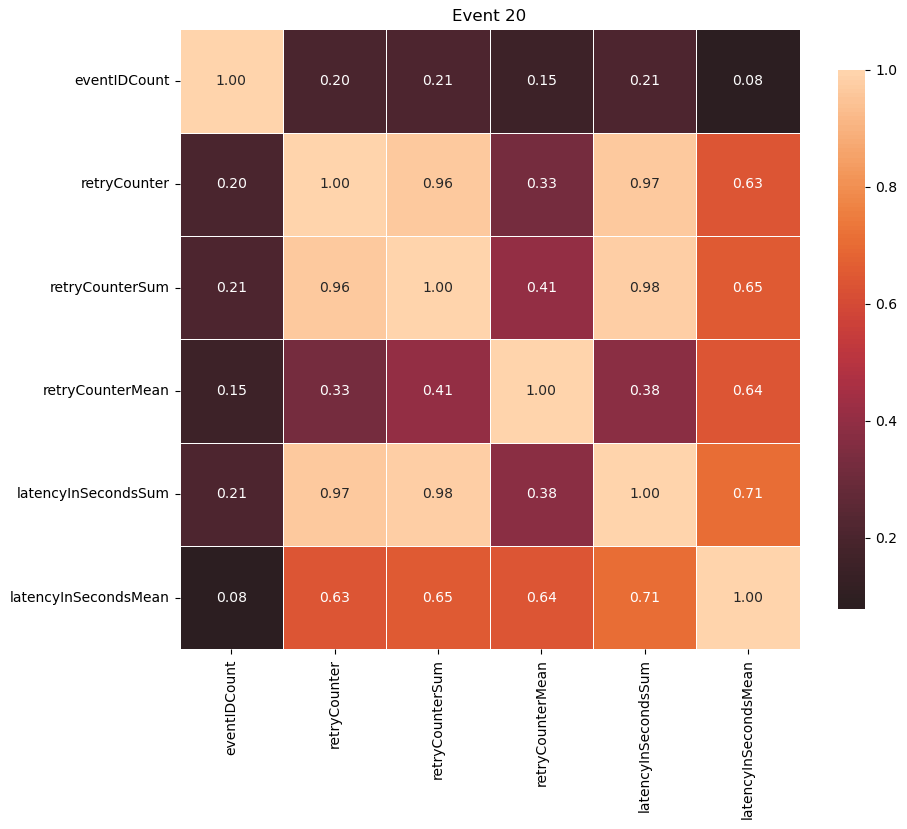 Event 20
eventIDCount 1.00 0.20 0.21 0.15 0.21 0.08
retryCounter 0.20 1.00 0.96 0.33 0.97 0.63
retryCounterSum 0.21 0.96 1.00 0.41 0.98 0.65
retryCounterMean 0.15 0.33 0.41 1.00 0.38 0.64
latencyInSecondsSum 0.21 0.97 0.98 0.38 1.00 0.71
latencyInSecondsMean 0.08 0.63 0.65 0.64 0.71 1.00
eventIDCount
retryCounter
retryCounterSum
retryCounterMean
latencyInSecondsSum
latencyInSecondsMean
1.0
0.8
0.6
0.4
0.2